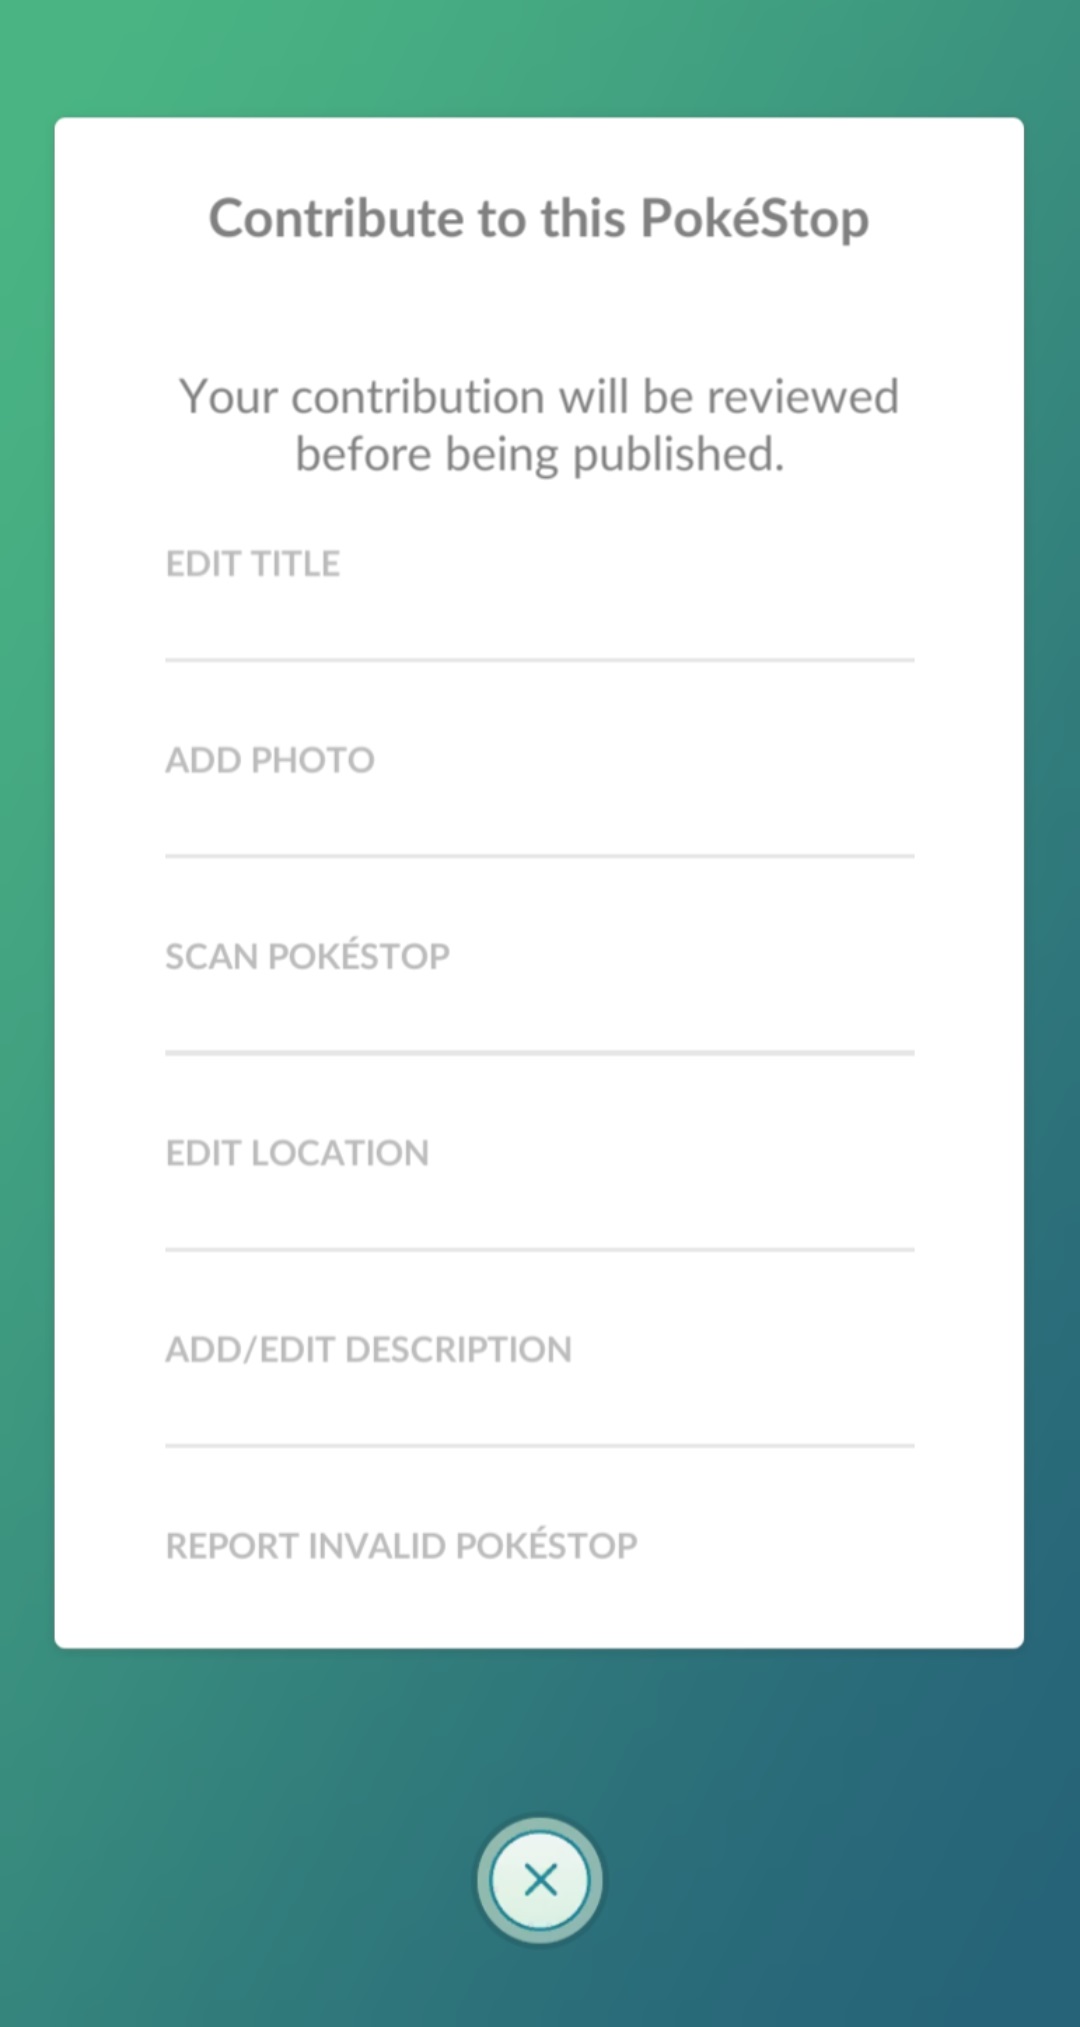 Contribute to this PokéStop
Your contribution will be reviewed
before being published.
EDIT TITLE
ADD PHOTO
SCAN POKÉSTOP
EDIT LOCATION
ADD/EDIT DESCRIPTION
REPORT INVALID POKÉSTOP